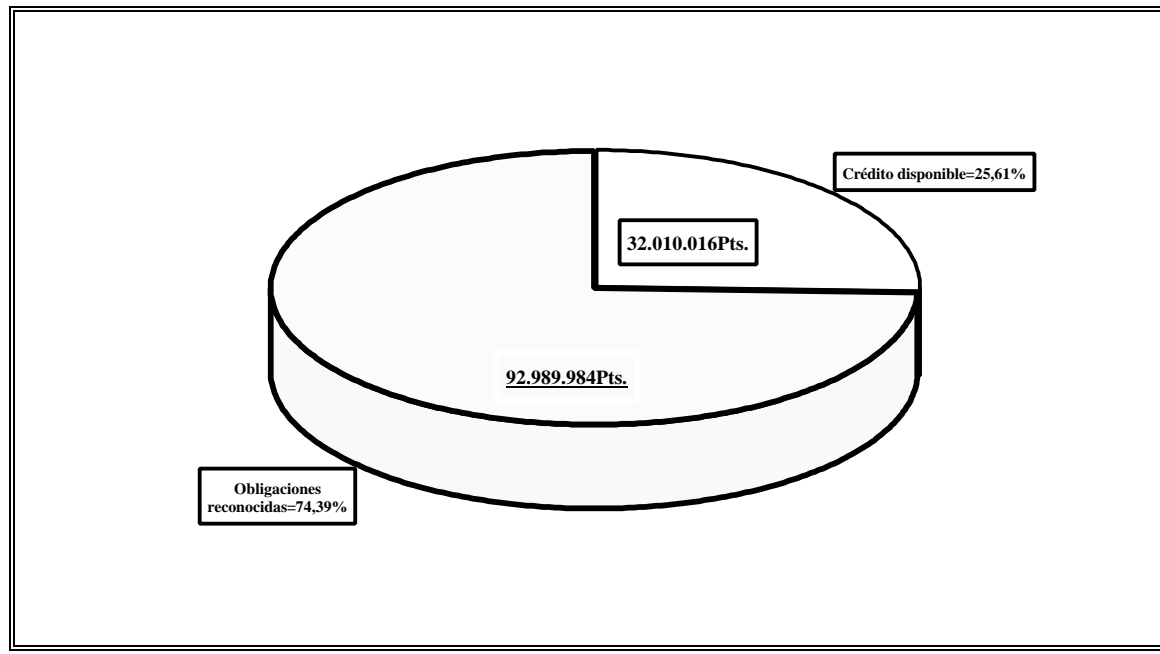 Crédito disponible=25,61%
32.010.016Pts.
92.989.984Pts.
Obligaciones
reconocidas=74,39%